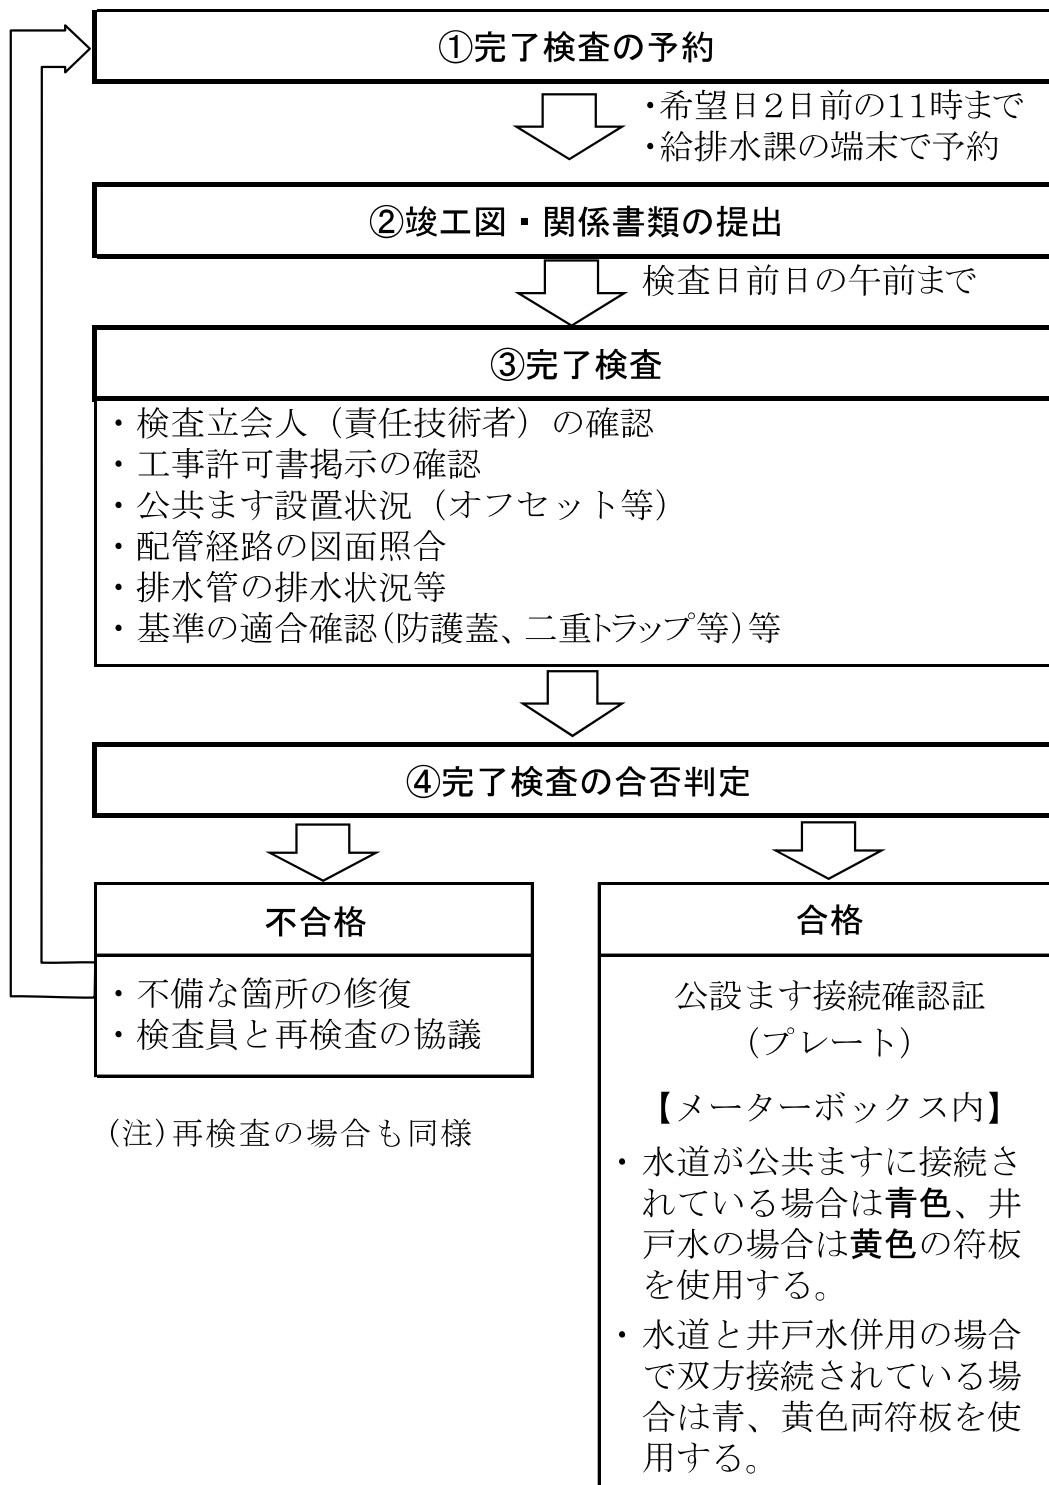 ①完了検査の予約
・希望日2日前の11時まで
・給排水課の端末で予約
②竣工図・関係書類の提出
検査日前日の午前まで
③完了検査
・検査立会人（責任技術者）の確認
・工事許可書掲示の確認
・公共ます設置状況（オフセット等）
・配管経路の図面照合
・排水管の排水状況等
・基準の適合確認(防護蓋、二重トラップ等)等
④完了検査の合否判定
不合格
・不備な箇所の修復
・検査員と再検査の協議
(注)再検査の場合も同様
合格
公設ます接続確認証
(プレート)
【メーターボックス内】
・水道が公共ますに接続さ
れている場合は青色、井
戸水の場合は黄色の符板
を使用する。
・水道と井戸水併用の場合
で双方接続されている場
合は青、黄色両符板を使
用する。